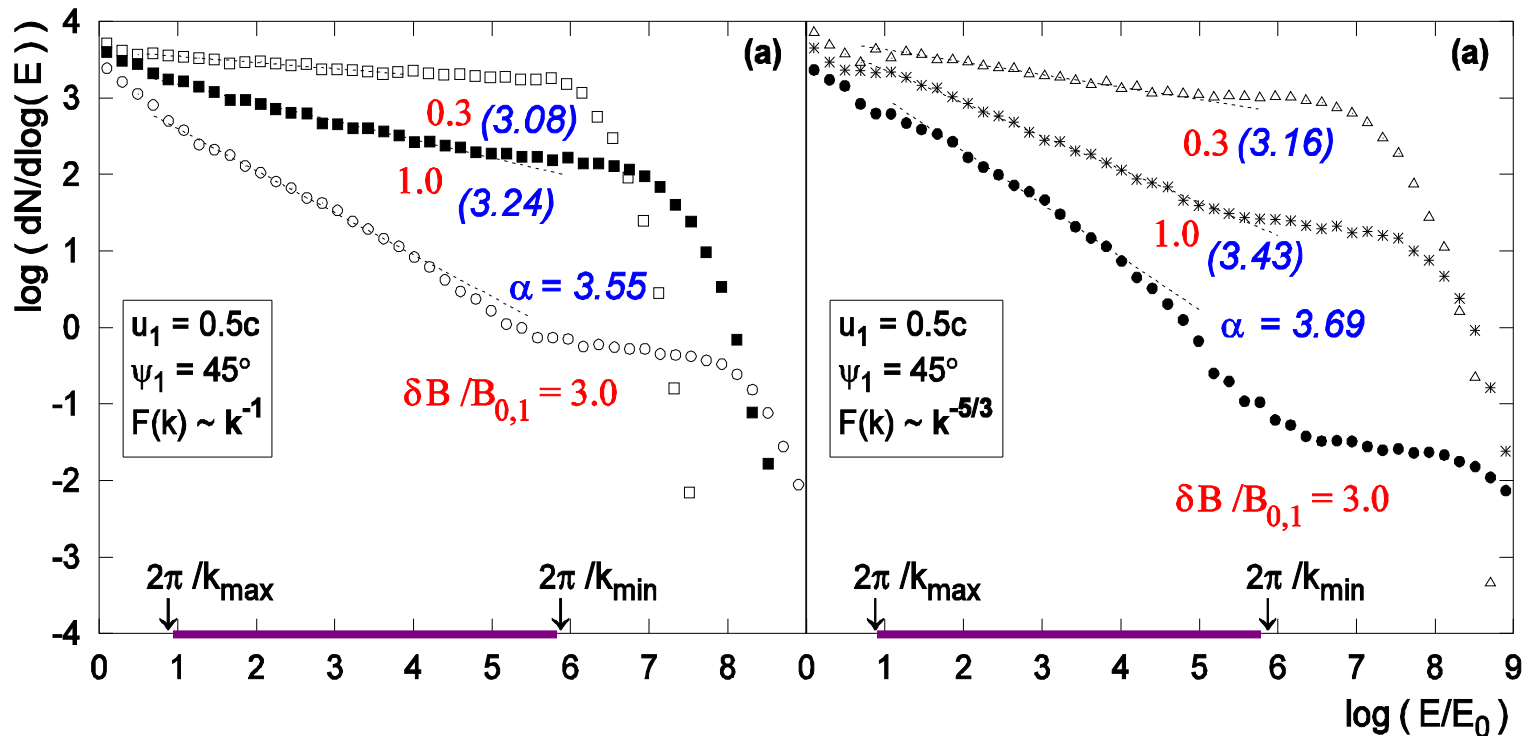 log ( dN/dlog( E ) )
4
3
2
1
0
-1
-2
-3
-4
(a)
0.3 (3.08)
1.0
(3.24)
α = 3.55
u1 = 0.5c
ψ1 = 45°
F(k) ~ k-1
δB /B0,1 = 3.0
2π /kmax
2π /kmin
0 1 2 3 4 5 6 7 8
(a)
0.3 (3.16)
1.0
(3.43)
α = 3.69
u1 = 0.5c
ψ1 = 45°
F(k) ~ k-5/3
δB /B0,1 = 3.0
2π /kmax
2π /kmin
0 1 2 3 4 5 6 7 8 9
log ( E/E0 )